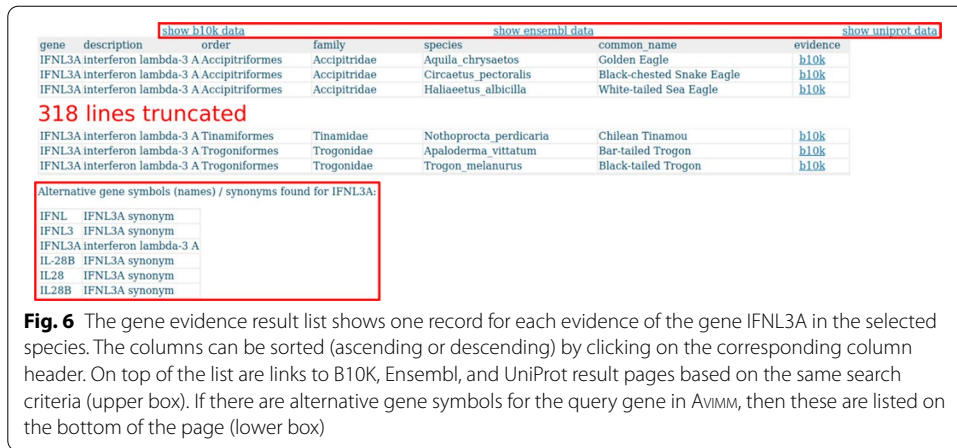 show b10k data show ensembl data show uniprot data
gene description order family species common_name evidence
IFNL3A interferon lambda-3 A Accipitriformes Accipitridae Aquila_chrysaetos Golden Eagle b10k
IFNL3A interferon lambda-3 A Accipitriformes Accipitridae Circaetus_pectoralis Black-chested Snake Eagle b10k
IFNL3A interferon lambda-3 A Accipitriformes Accipitridae Haliaeetus_albicilla White-tailed Sea Eagle b10k
318 lines truncated
IFNL3A interferon lambda-3 A Tinamiformes Tinamidae Nothoprocta_perdicaria Chilean Tinamou b10k
IFNL3A interferon lambda-3 A Trogoniformes Trogonidae Apaloderma_vittatum Bar-tailed Trogon b10k
IFNL3A interferon lambda-3 A Trogoniformes Trogonidae Trogon_melanurus Black-tailed Trogon b10k
Alternative gene symbols (names) / synonyms found for IFNL3A:
IFNL IFNL3A synonym
IFNL3 IFNL3A synonym
IFNL3A interferon lambda-3 A
IL-28B IFNL3A synonym
IL28 IFNL3A synonym
IL28B IFNL3A synonym
Fig. 6 The gene evidence result list shows one record for each evidence of the gene IFNL3A in the selected
species. The columns can be sorted (ascending or descending) by clicking on the corresponding column
header. On top of the list are links to B10K, Ensembl, and UniProt result pages based on the same search
criteria (upper box). If there are alternative gene symbols for the query gene in AVIMM, then these are listed on
the bottom of the page (lower box)